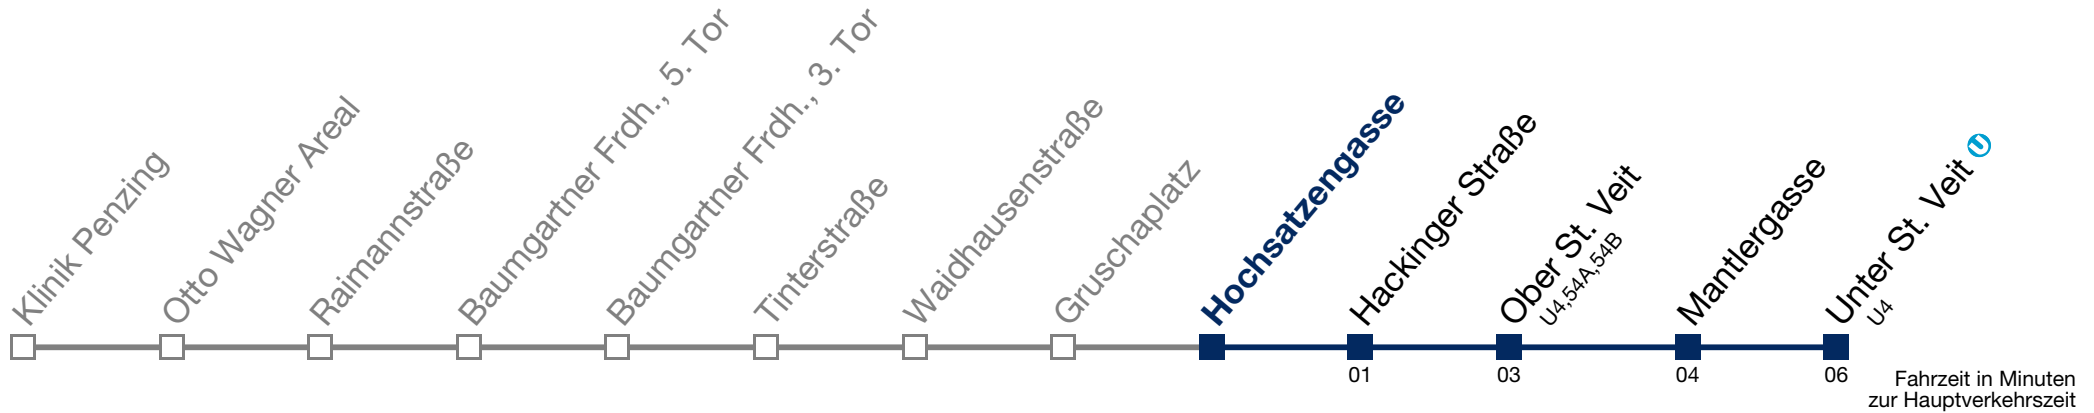 Klinik Penzing
Otto Wagner Areal
Raimannstraße
Baumgartner Frdh., 5. Tor
Baumgartner Frdh., 3. Tor
Tinterstraße
Waidhausenstraße
Gruschaplatz
Hochsatzengasse
Hackinger Straße
Ober St. Veit
U4,54A,54B
Mantlergasse
Unter St. Veit
U4
01
03
04
06
Fahrzeit in Minuten
zur Hauptverkehrszeit